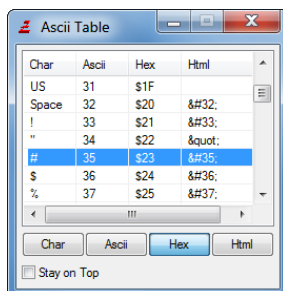 Ascii Table
Char Ascii Hex Html
US 31 $1F
Space 32 $20 &#32;
! 33 $21 &#33;
" 34 $22 &quot;
# 35 $23 &#35;
$ 36 $24 &#36;
% 37 $25 &#37;
Char Ascii Hex Html
Stay on Top